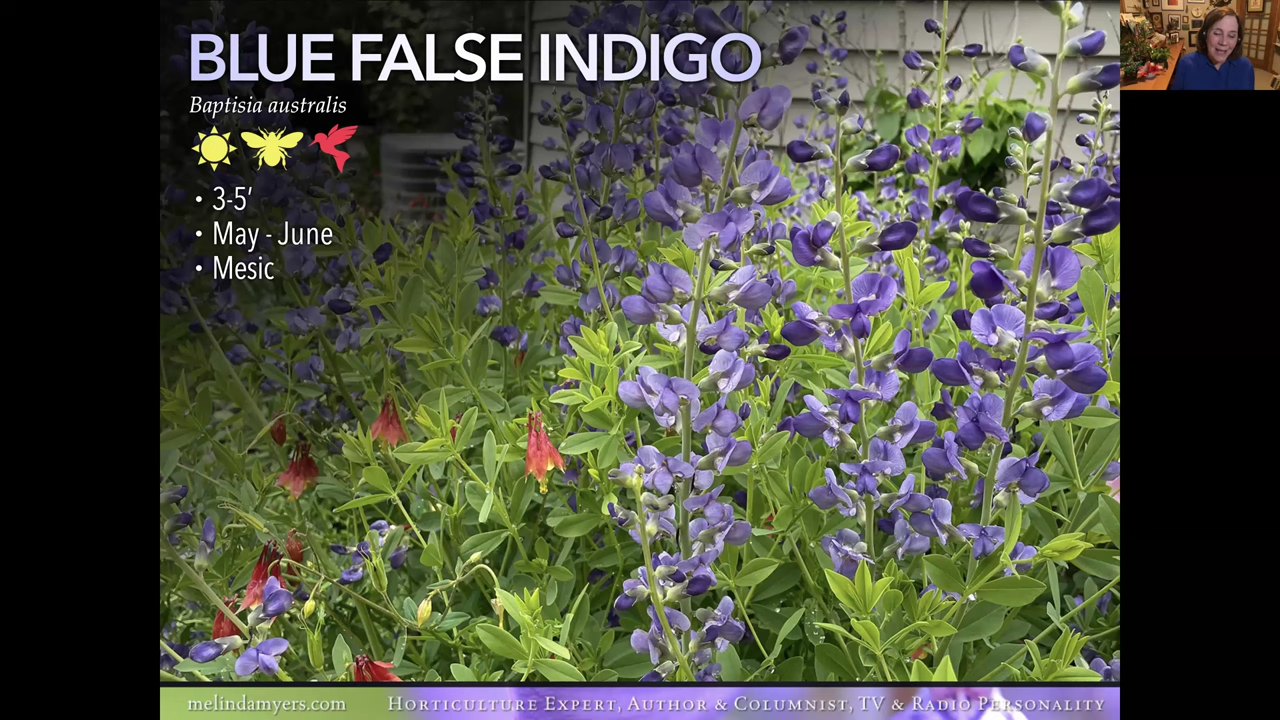 BLUE FALSE INDIGO
Baptisia australis
• 3-5′
• May - June
• Mesic
melindamyers.com
Horticulture Expert, Author & Columnist, TV & Radio Personality